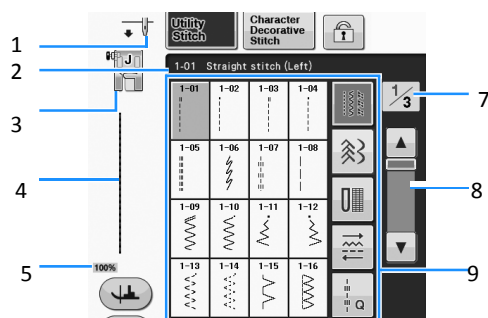 Utility
Stitch
Character
Decorative
Stitch
1
2
1-01 Straight stitch (Left)
J
3
1-01 1-02 1-03 1-04
1/3
7
1-05 1-06 1-07 1-08
4
8
1-09 1-10 1-11 1-12
5
100%
9
1-13 1-14 1-15 1-16
Q